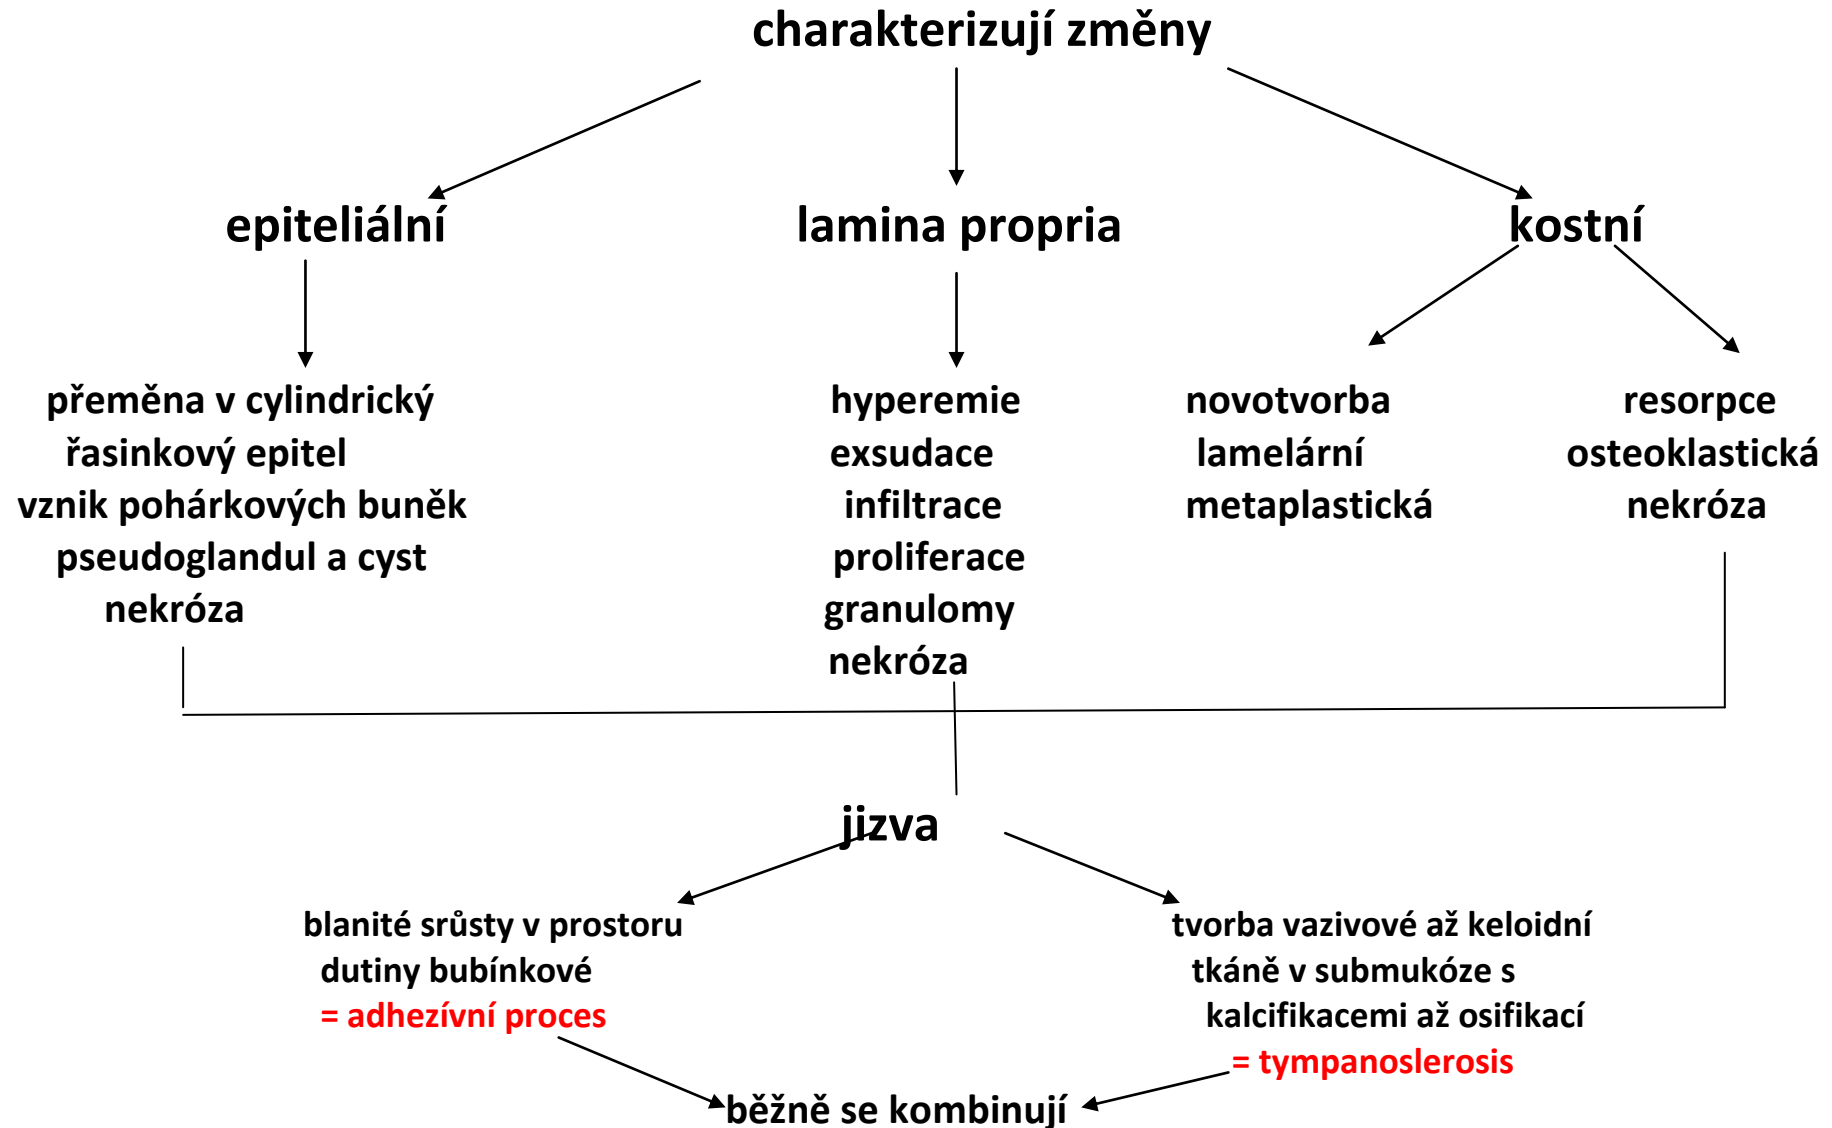 charakterizují změny
epiteliální
lamina propria
kostní
přeměna v cylindrický
řasinkový epitel
vznik pohárkových buněk
pseudoglandul a cyst
nekróza
hyperemie
exsudace
infiltrace
proliferace
granulomy
nekróza
novotvorba
lamelární
metaplastická
resorpce
osteoklastická
nekróza
jizva
blanité srůsty v prostoru
dutiny bubínkové
= adhezívní proces
tvorba vazivové až keloidní
tkáně v submukóze s
kalcifikacemi až osifikací
= tympanoslerosis
běžně se kombinují